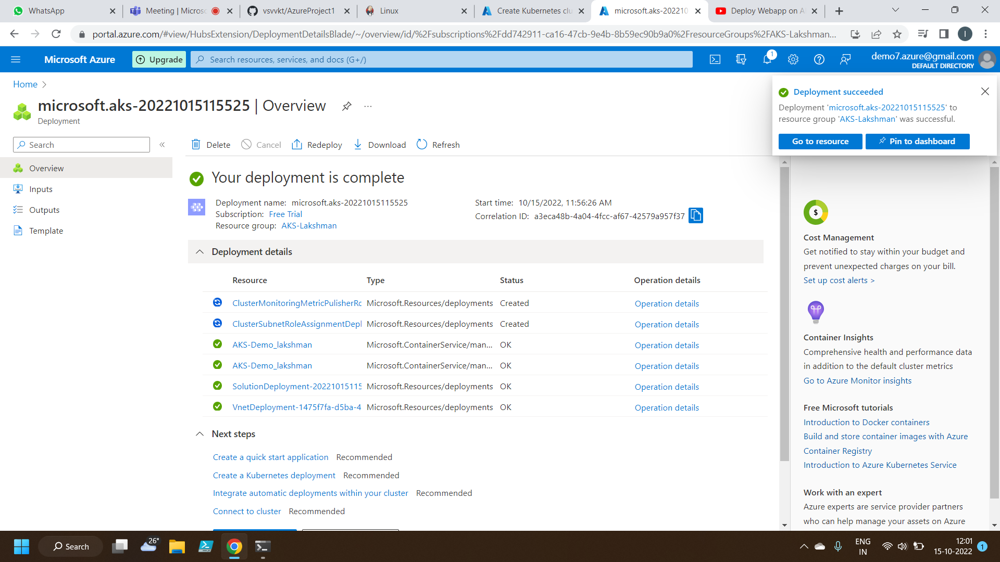 WhatsApp
Meeting | Micros
vsvvkt/AzureProject1
Linux
Create Kubernetes clu
microsoft.aks-202210
Deploy Webapp on A
portal.azure.com/#view/HubsExtension/DeploymentDetailsBlade/~/overview/id/%2Fsubscriptions%2Fdd742911-ca16-47cb-9e4b-8b59ec90b9a0%2FresourceGroups%2FAKS-Lakshman...
I
Microsoft Azure
Upgrade
Search resources, services, and docs (G+/)
1
demo7.azure@gmail.com
DEFAULT DIRECTORY
Home
microsoft.aks-20221015115525 | Overview
Deployment
Deployment succeeded
Deployment 'microsoft.aks-20221015115525' to
resource group 'AKS-Lakshman' was successful.
Go to resource
Pin to dashboard
Search
Delete
Cancel
Redeploy
Download
Refresh
Overview
Inputs
Outputs
Template
Your deployment is complete
Deployment name: microsoft.aks-20221015115525
Subscription: Free Trial
Resource group: AKS-Lakshman
Start time: 10/15/2022, 11:56:26 AM
Correlation ID: a3eca48b-4a04-4fcc-af67-42579a957f37
Deployment details
Resource Type Status Operation details
ClusterMonitoringMetricPulisherRo Microsoft.Resources/deployments Created Operation details
ClusterSubnetRoleAssignmentDepl Microsoft.Resources/deployments Created Operation details
AKS-Demo_lakshman Microsoft.ContainerService/man... OK Operation details
AKS-Demo_lakshman Microsoft.ContainerService/man... OK Operation details
SolutionDeployment-20221015115 Microsoft.Resources/deployments OK Operation details
VnetDeployment-1475f7fa-d5ba-4 Microsoft.Resources/deployments OK Operation details
Next steps
Create a quick start application Recommended
Create a Kubernetes deployment Recommended
Integrate automatic deployments within your cluster Recommended
Connect to cluster Recommended
$
Cost Management
Get notified to stay within your budget and
prevent unexpected charges on your bill.
Set up cost alerts >
Container Insights
Comprehensive health and performance data
in addition to the default cluster metrics
Go to Azure Monitor insights
Free Microsoft tutorials
Introduction to Docker containers
Build and store container images with Azure
Container Registry
Introduction to Azure Kubernetes Service
Work with an expert
Azure experts are service provider partners
who can help manage your assets on Azure
Search
26°
ENG
IN
12:01
15-10-2022
1